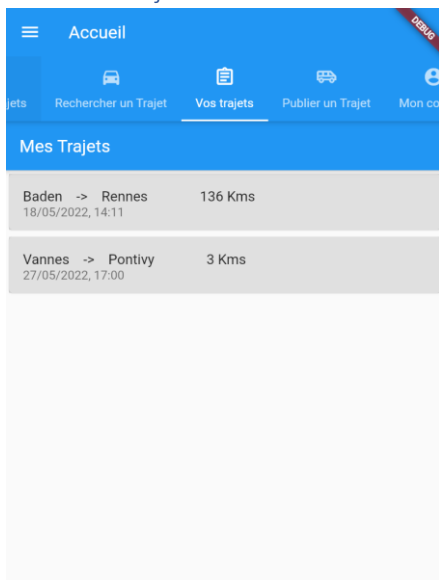 Accueil
DEBUG
jets Rechercher un Trajet Vos trajets Publier un Trajet Mon co
Mes Trajets
Baden -> Rennes 136 Kms
18/05/2022, 14:11
Vannes -> Pontivy 3 Kms
27/05/2022, 17:00